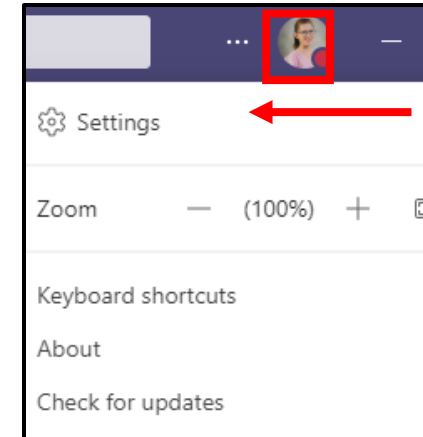 Settings
Zoom — (100%) +
Keyboard shortcuts
About
Check for updates